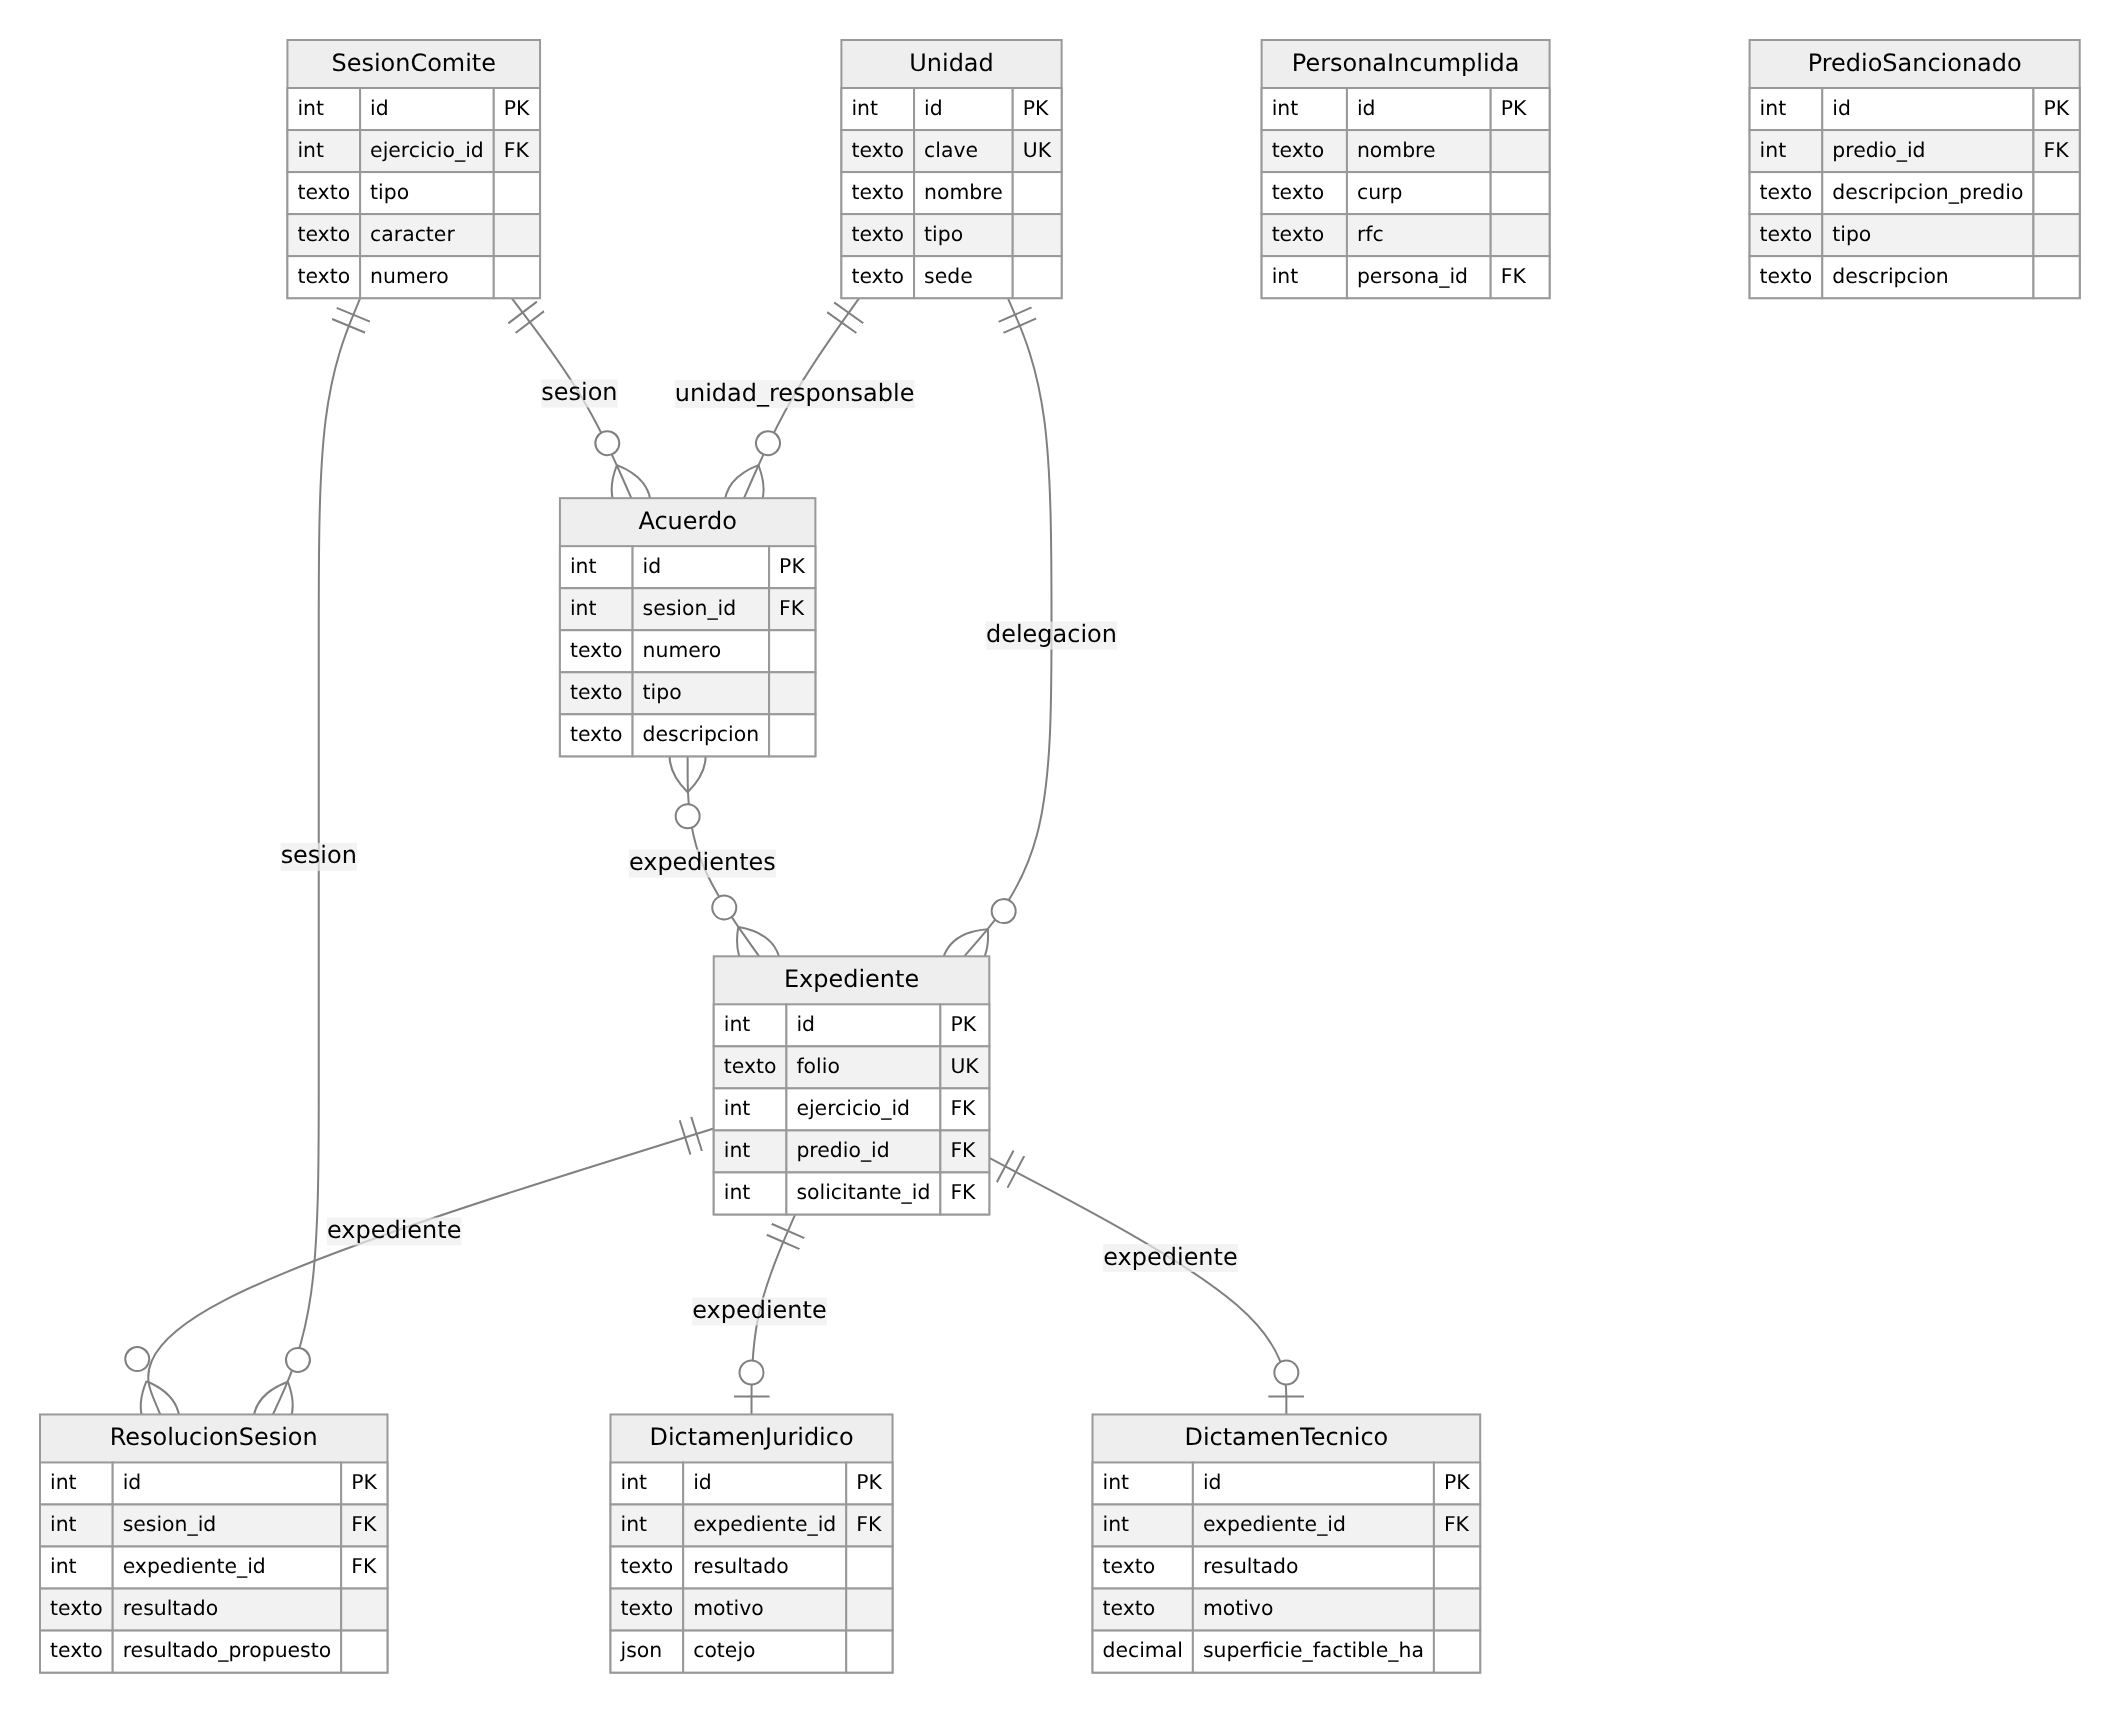 SesionComite
int id PK
int ejercicio_id FK
texto tipo
texto caracter
texto numero
Unidad
int id PK
texto clave UK
texto nombre
texto tipo
texto sede
PersonaIncumplida
int id PK
texto nombre
texto curp
texto rfc
int persona_id FK
PredioSancionado
int id PK
int predio_id FK
texto descripcion_predio
texto tipo
texto descripcion
sesion
unidad_responsable
Acuerdo
int id PK
int sesion_id FK
texto numero
texto tipo
texto descripcion
delegacion
sesion
expedientes
Expediente
int id PK
texto folio UK
int ejercicio_id FK
int predio_id FK
int solicitante_id FK
expediente
expediente
expediente
ResolucionSesion
int id PK
int sesion_id FK
int expediente_id FK
texto resultado
texto resultado_propuesto
DictamenJuridico
int id PK
int expediente_id FK
texto resultado
texto motivo
json cotejo
DictamenTecnico
int id PK
int expediente_id FK
texto resultado
texto motivo
decimal superficie_factible_ha